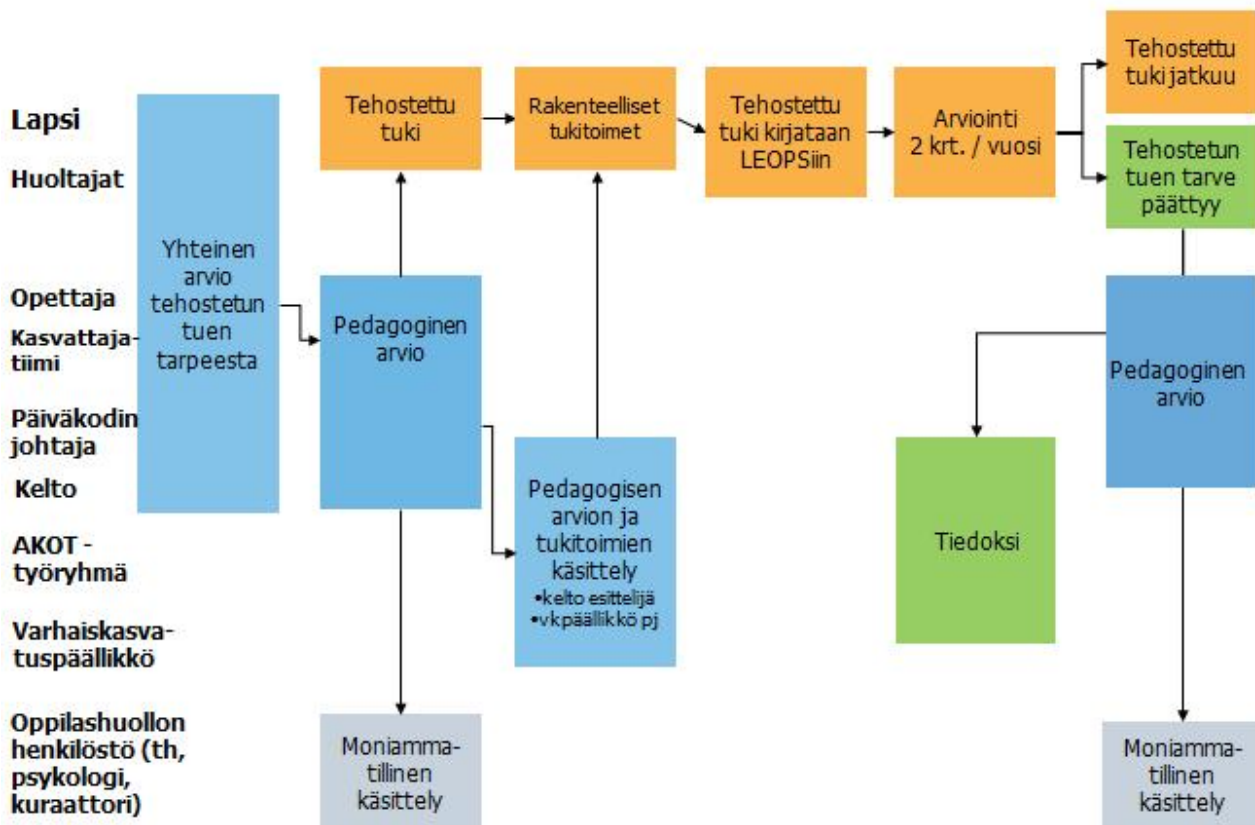 Lapsi
Huoltajat
Opettaja
Kasvattaja-
tiimi
Päiväkodin
johtaja
Kelto
AKOT -
työryhmä
Varhaiskasva-
tuspäällikkö
Oppilashuollon
henkilöstö (th,
psykologi,
kuraattori)
Yhteinen
arvio
tehostetun
tuen
tarpeesta
Tehostettu
tuki
Pedagoginen
arvio
Moniamma-
tillinen
käsittely
Rakenteelliset
tukitoimet
Pedagogisen
arvion ja
tukitoimien
käsittely
•kelto esittelijä
•vkpäällikkö pj
Tehostettu
tuki kirjataan
LEOPSiin
Arviointi
2 krt. / vuosi
Tiedoksi
Tehostettu
tuki jatkuu
Tehostetun
tuen tarve
päättyy
Pedagoginen
arvio
Moniamma-
tillinen
käsittely